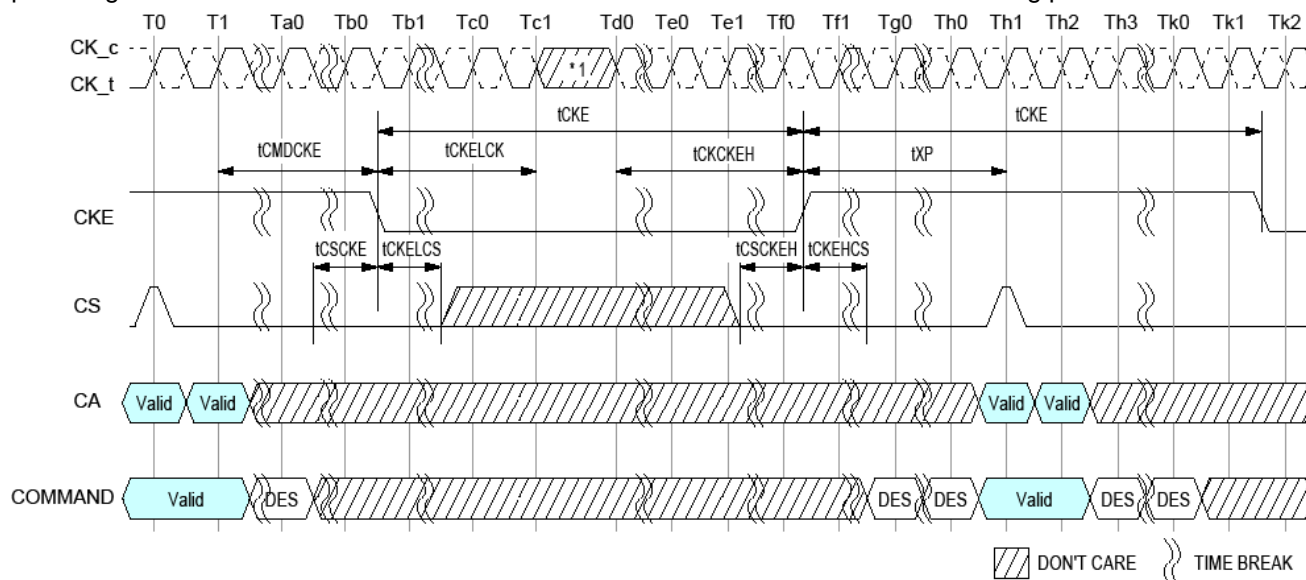 T0 T1 Ta0 Tb0 Tb1 Tc0 Tc1 Td0 Te0 Te1 Tf0 Tf1 Tg0 Th0 Th1 Th2 Th3 Tk0 Tk1 Tk2
CK_c
CK_t
*1
tCKE tCKE
tCMDCKE tCKELCK tCKCKEH tXP
CKE
tCSCKE tCKELCS tCSCKEH tCKEHCS
CS
CA Valid Valid Valid Valid
COMMAND Valid DES DES DES Valid DES DES
DON'T CARE TIME BREAK